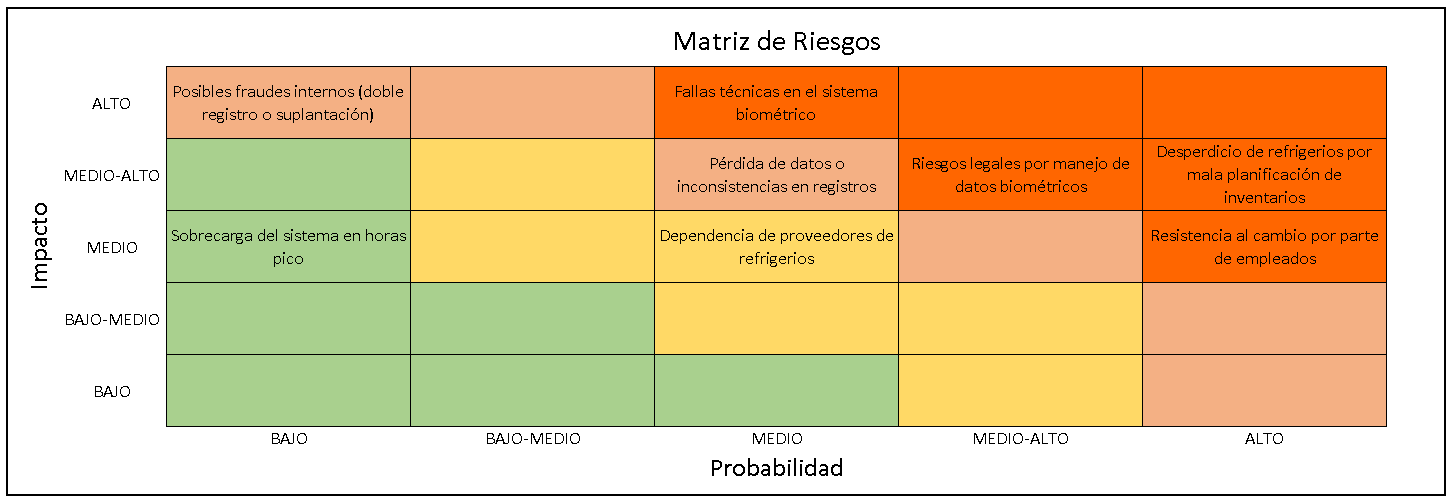 Matriz de Riesgos
ALTO
Posibles fraudes internos (doble
registro o suplantación)
Fallas técnicas en el sistema
biométrico
MEDIO-ALTO
Pérdida de datos o
inconsistencias en registros
Riesgos legales por manejo de
datos biométricos
Desperdicio de refrigerios por
mala planificación de
inventarios
Impacto
MEDIO
Sobrecarga del sistema en horas
pico
Dependencia de proveedores de
refrigerios
Resistencia al cambio por parte
de empleados
BAJO-MEDIO
BAJO
BAJO
BAJO-MEDIO
MEDIO
MEDIO-ALTO
ALTO
Probabilidad